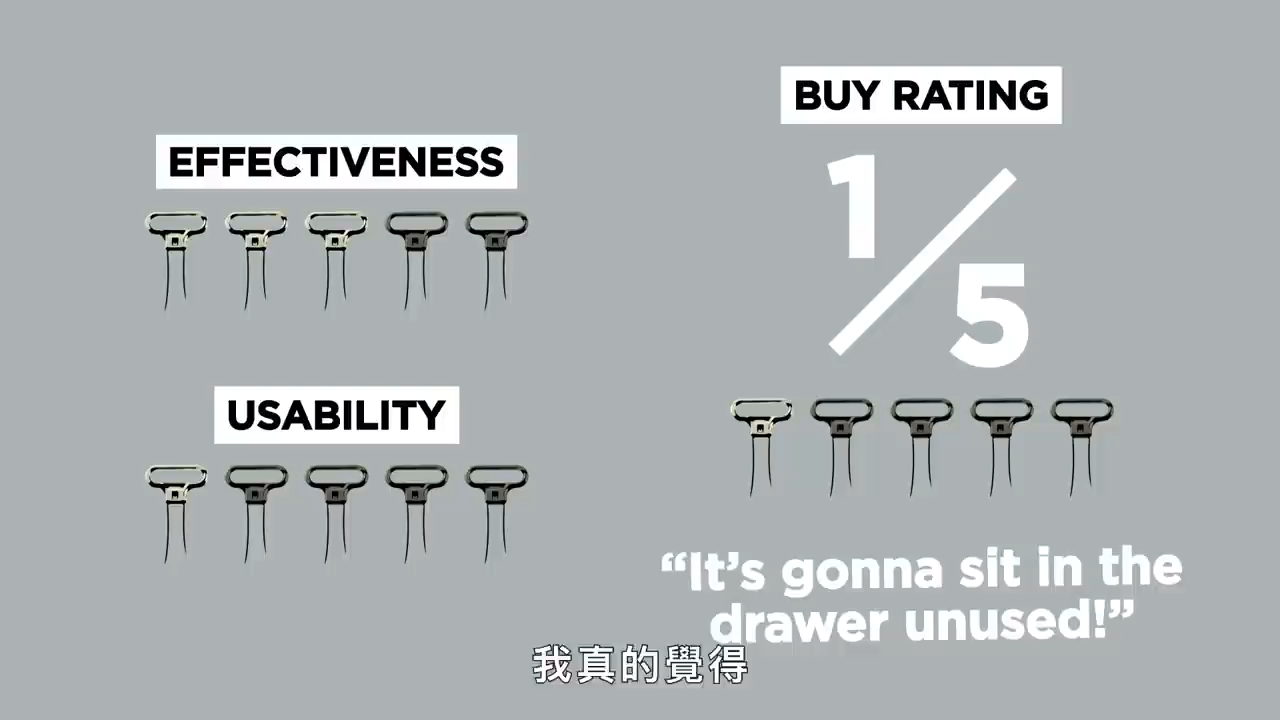 EFFECTIVENESS
USABILITY
BUY RATING
1/5
“It’s gonna sit in the
drawer unused!”
我真的覺得